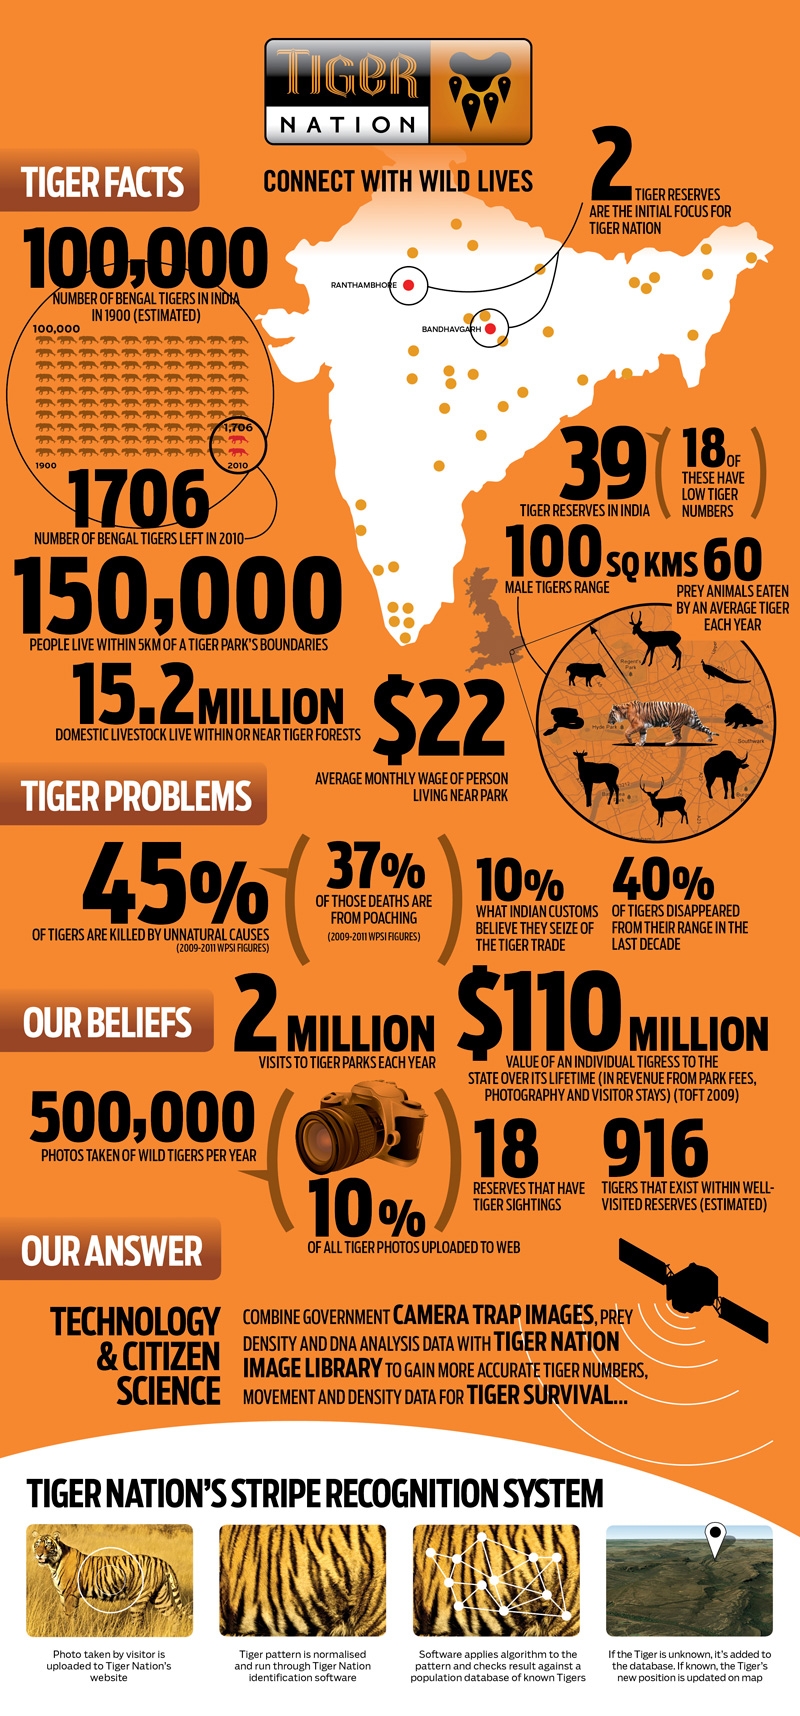 TIGER
NATION
CONNECT WITH WILD LIVES
TIGER FACTS
2 TIGER RESERVES
ARE THE INITIAL FOCUS FOR
TIGER NATION
100,000
NUMBER OF BENGAL TIGERS IN INDIA
IN 1900 (ESTIMATED)
100,000
1,706
1900
2010
RANTHAMBHORE
BANDHAVGARH
1706
NUMBER OF BENGAL TIGERS LEFT IN 2010
39
TIGER RESERVES IN INDIA
18 OF
THESE HAVE
LOW TIGER
NUMBERS
150,000
PEOPLE LIVE WITHIN 5KM OF A TIGER PARK'S BOUNDARIES
100 SQ KMS
MALE TIGERS RANGE
60
PREY ANIMALS EATEN
BY AN AVERAGE TIGER
EACH YEAR
Regent's
Hyde Park
Southwark
15.2 MILLION
DOMESTIC LIVESTOCK LIVE WITHIN OR NEAR TIGER FORESTS
$22
AVERAGE MONTHLY WAGE OF PERSON
LIVING NEAR PARK
TIGER PROBLEMS
45%
OF TIGERS ARE KILLED BY UNNATURAL CAUSES
(2009-2011 WPSI FIGURES)
37%
OF THOSE DEATHS ARE
FROM POACHING
(2009-2011 WPSI FIGURES)
10%
WHAT INDIAN CUSTOMS
BELIEVE THEY SEIZE OF
THE TIGER TRADE
40%
OF TIGERS DISAPPEARED
FROM THEIR RANGE IN THE
LAST DECADE
OUR BELIEFS
2 MILLION
VISITS TO TIGER PARKS EACH YEAR
$110 MILLION
VALUE OF AN INDIVIDUAL TIGRESS TO THE
STATE OVER ITS LIFETIME (IN REVENUE FROM PARK FEES,
PHOTOGRAPHY AND VISITOR STAYS) (TOFT 2009)
500,000
PHOTOS TAKEN OF WILD TIGERS PER YEAR
10%
OF ALL TIGER PHOTOS UPLOADED TO WEB
18
RESERVES THAT HAVE
TIGER SIGHTINGS
916
TIGERS THAT EXIST WITHIN WELL-
VISITED RESERVES (ESTIMATED)
OUR ANSWER
TECHNOLOGY
& CITIZEN
SCIENCE
COMBINE GOVERNMENT CAMERA TRAP IMAGES, PREY
DENSITY AND DNA ANALYSIS DATA WITH TIGER NATION
IMAGE LIBRARY TO GAIN MORE ACCURATE TIGER NUMBERS,
MOVEMENT AND DENSITY DATA FOR TIGER SURVIVAL...
TIGER NATION'S STRIPE RECOGNITION SYSTEM
Photo taken by visitor is
uploaded to Tiger Nation's
website
Tiger pattern is normalised
and run through Tiger Nation
identification software
Software applies algorithm to the
pattern and checks result against a
population database of known Tigers
If the Tiger is unknown, it's added to
the database. If known, the Tiger's
new position is updated on map